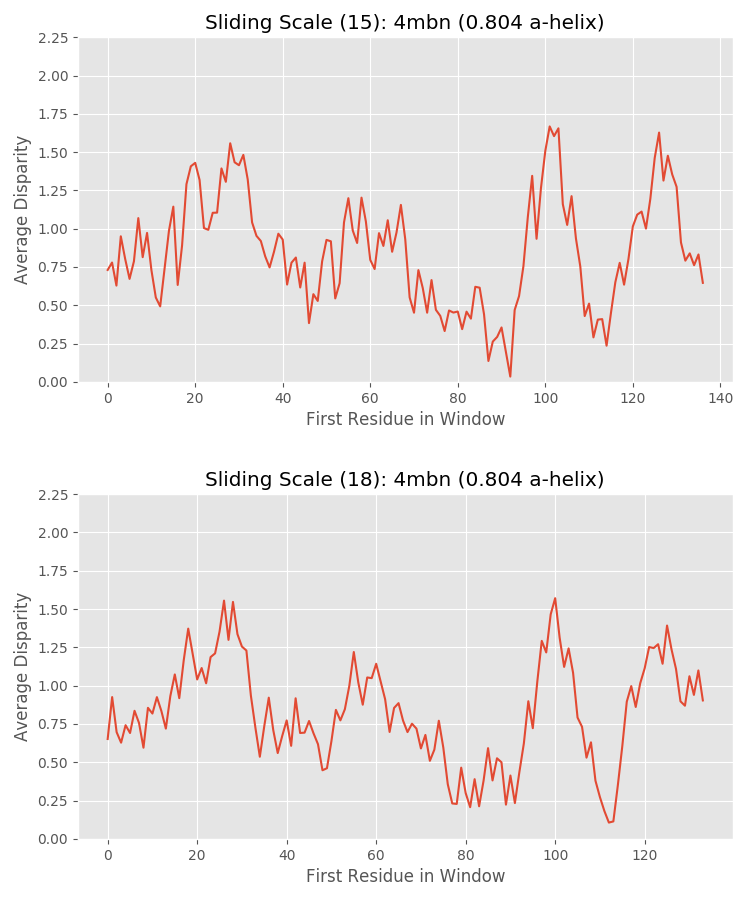 Sliding Scale (15): 4mbn (0.804 a-helix)
2.25
2.00
1.75
1.50
1.25
1.00
0.75
0.50
0.25
0.00
Average Disparity
0 20 40 60 80 100 120 140
First Residue in Window
Sliding Scale (18): 4mbn (0.804 a-helix)
2.25
2.00
1.75
1.50
1.25
1.00
0.75
0.50
0.25
0.00
Average Disparity
0 20 40 60 80 100 120
First Residue in Window